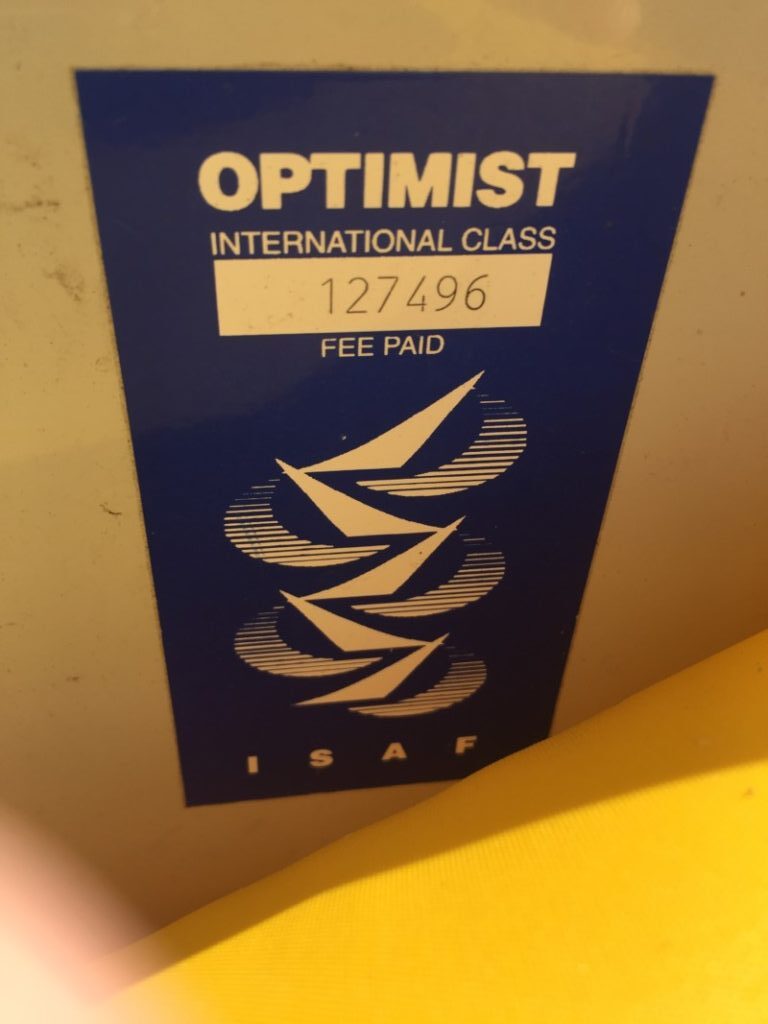 OPTIMIST
INTERNATIONAL CLASS
127496
FEE PAID
ISAF